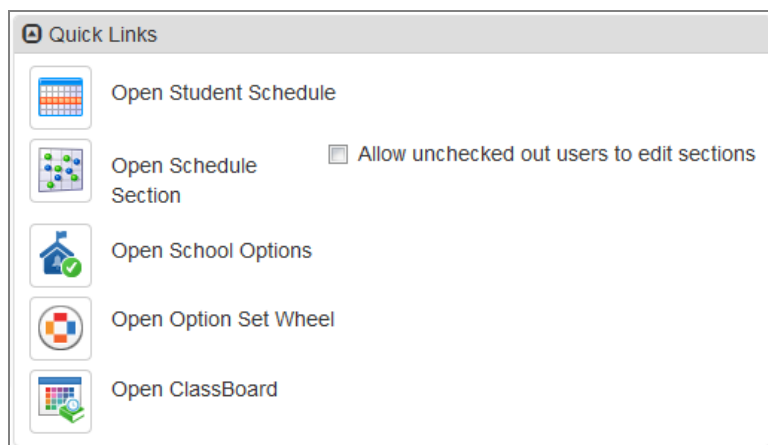 Quick Links
Open Student Schedule
Open Schedule
Section
Allow unchecked out users to edit sections
Open School Options
Open Option Set Wheel
Open ClassBoard